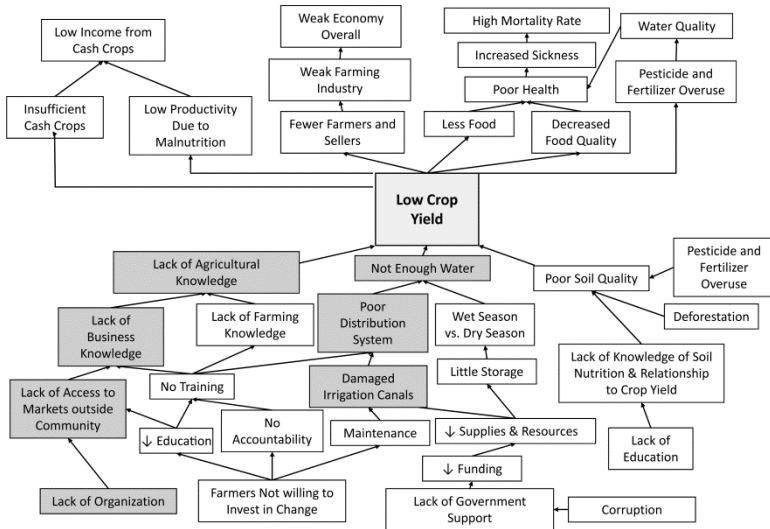 Low Income from
Cash Crops
Weak Economy
Overall
High Mortality Rate
Water Quality
Increased Sickness
Weak Farming
Industry
Pesticide and
Fertilizer Overuse
Poor Health
Insufficient
Cash Crops
Low Productivity
Due to
Malnutrition
Fewer Farmers and
Sellers
Less Food
Decreased
Food Quality
Low Crop
Yield
Lack of Agricultural
Knowledge
Not Enough Water
Poor Soil Quality
Pesticide and
Fertilizer
Overuse
Lack of
Business
Knowledge
Lack of Farming
Knowledge
Poor
Distribution
System
Wet Season
vs. Dry Season
Deforestation
Lack of Knowledge of Soil
Nutrition & Relationship
to Crop Yield
Lack of Access to
Markets outside
Community
No Training
Damaged
Irrigation Canals
Little Storage
↓ Education
No
Accountability
Maintenance
↓ Supplies & Resources
Lack of
Education
↓ Funding
Lack of Organization
Farmers Not willing to
Invest in Change
Lack of Government
Support
Corruption